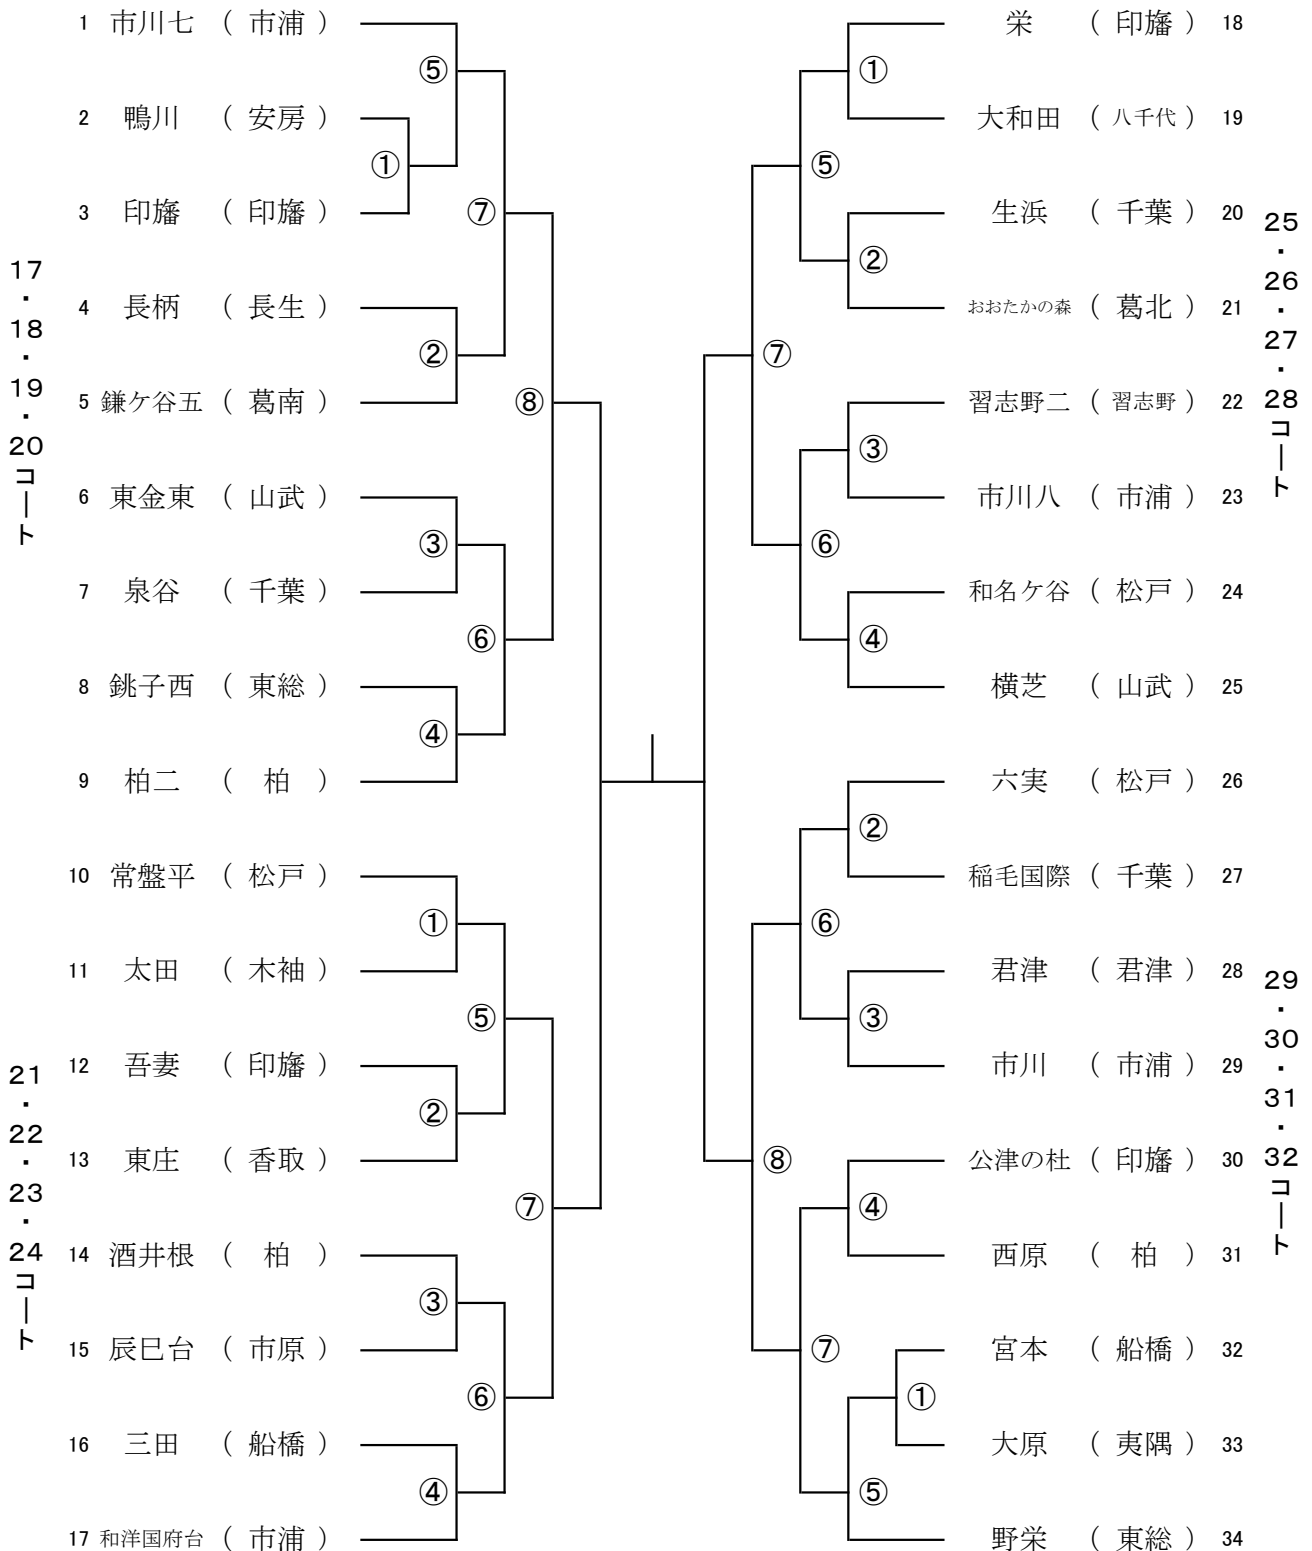 1 市川七 ( 市浦 )
⑤
2 鴨川 ( 安房 )
①
3 印旛 ( 印旛 )
⑦
4 長柄 ( 長生 )
②
5 鎌ケ谷五 ( 葛南 )
⑧
6 東金東 ( 山武 )
③
7 泉谷 ( 千葉 )
⑥
8 銚子西 ( 東総 )
④
9 柏二 ( 柏 )
17・18・19・20コート
10 常盤平 ( 松戸 )
①
11 太田 ( 木袖 )
⑤
12 吾妻 ( 印旛 )
②
13 東庄 ( 香取 )
⑦
14 酒井根 ( 柏 )
③
15 辰巳台 ( 市原 )
⑥
16 三田 ( 船橋 )
④
17 和洋国府台 ( 市浦 )
21・22・23・24コート
栄 ( 印旛 ) 18
①
大和田 ( 八千代 ) 19
⑤
生浜 ( 千葉 ) 20
②
おおたかの森 ( 葛北 ) 21
⑦
習志野二 ( 習志野 ) 22
③
市川八 ( 市浦 ) 23
⑥
和名ケ谷 ( 松戸 ) 24
④
横芝 ( 山武 ) 25
25・26・27・28コート
六実 ( 松戸 ) 26
②
稲毛国際 ( 千葉 ) 27
⑥
君津 ( 君津 ) 28
③
市川 ( 市浦 ) 29
⑧
公津の杜 ( 印旛 ) 30
④
西原 ( 柏 ) 31
⑦
宮本 ( 船橋 ) 32
①
大原 ( 夷隅 ) 33
⑤
野栄 ( 東総 ) 34
29・30・31・32コート